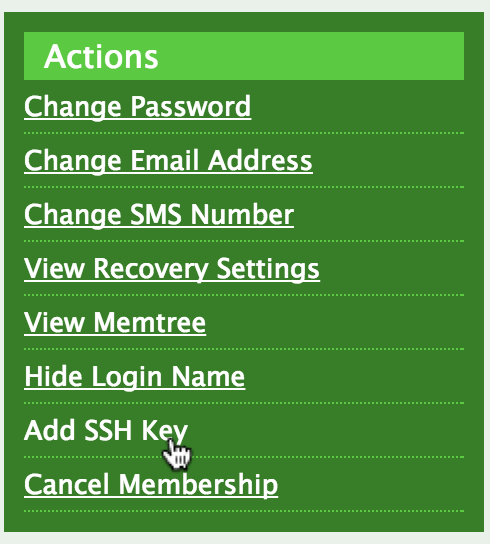 Actions
Change Password
Change Email Address
Change SMS Number
View Recovery Settings
View Memtree
Hide Login Name
Add SSH Key
Cancel Membership